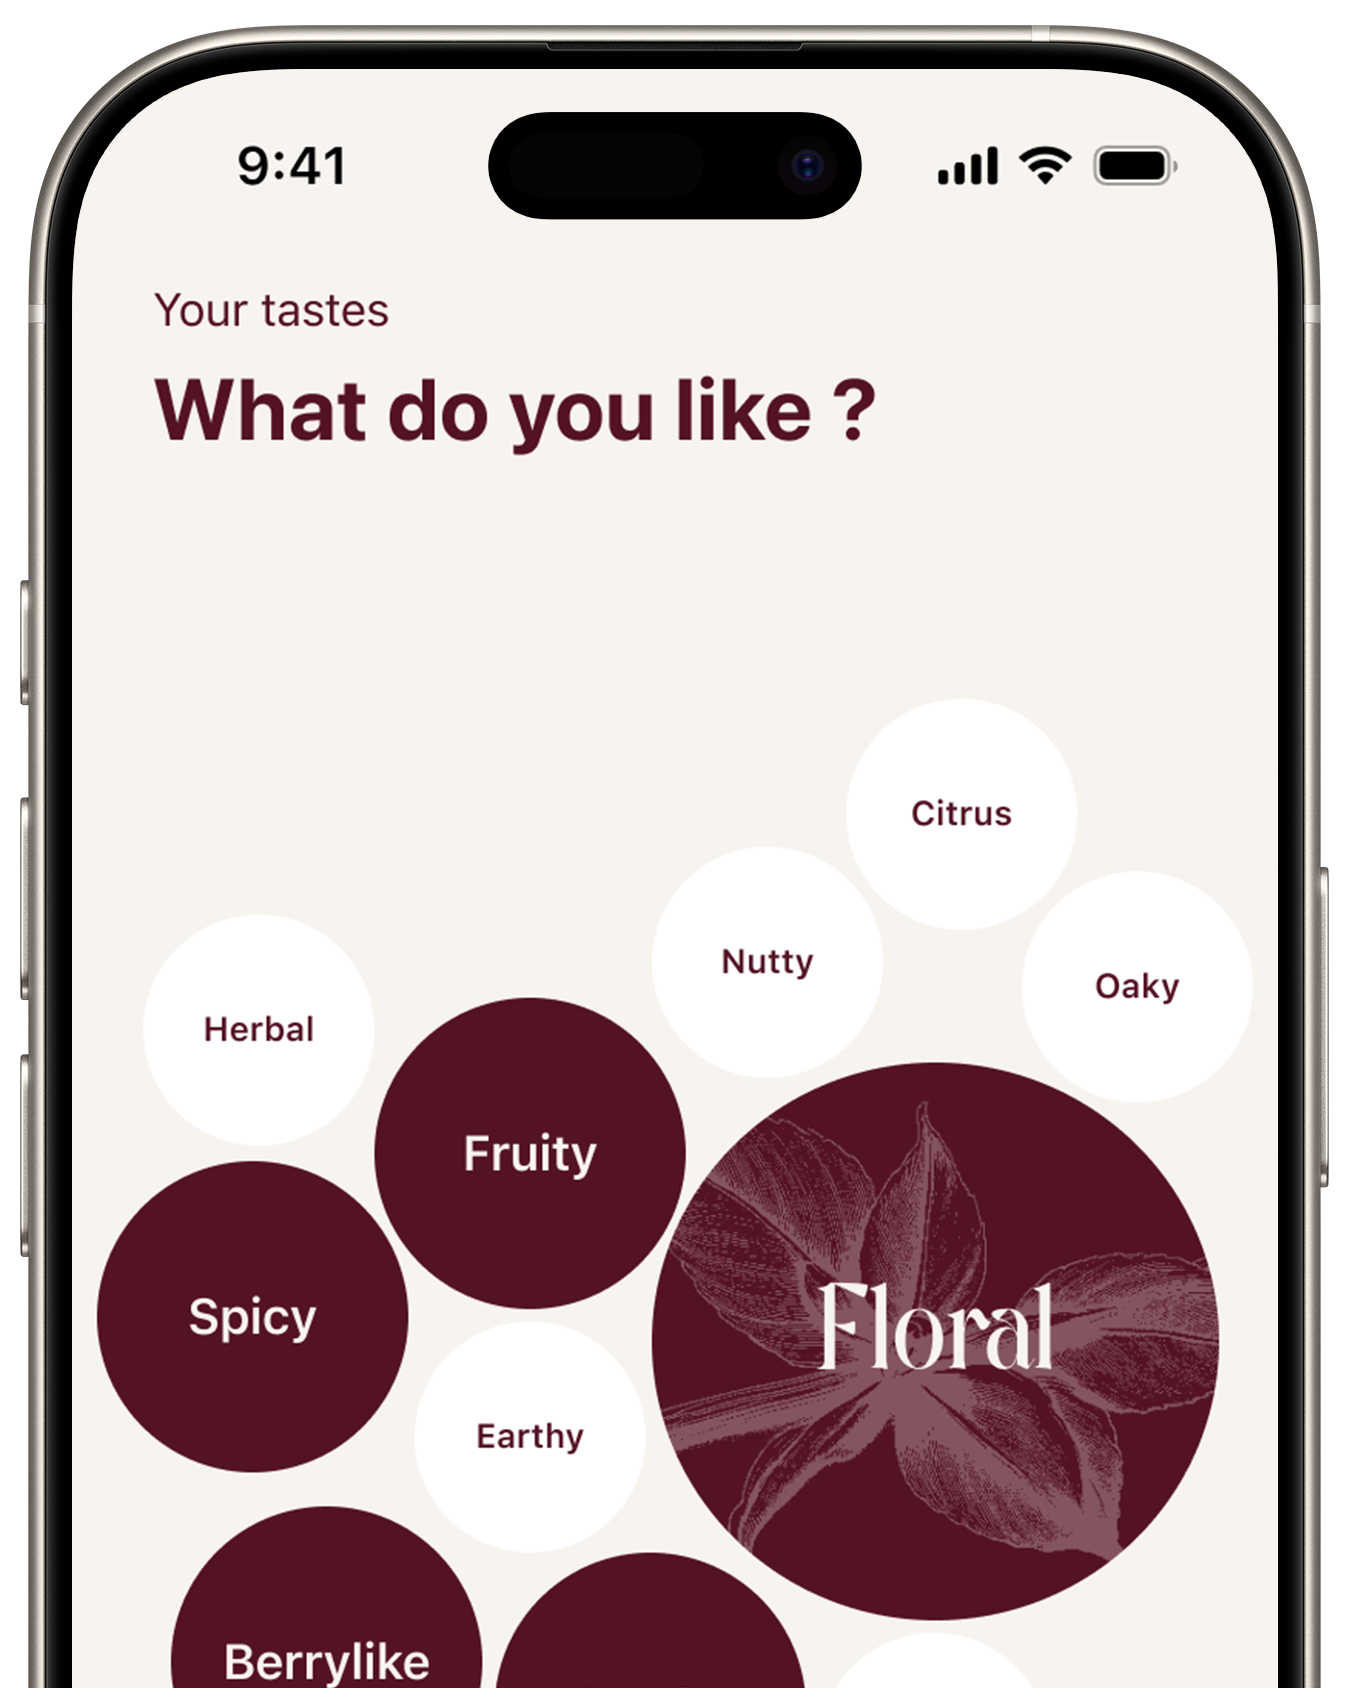 9:41
Your tastes
What do you like ?
Citrus
Nutty
Oaky
Herbal
Fruity
Spicy
Floral
Earthy
Berrylike